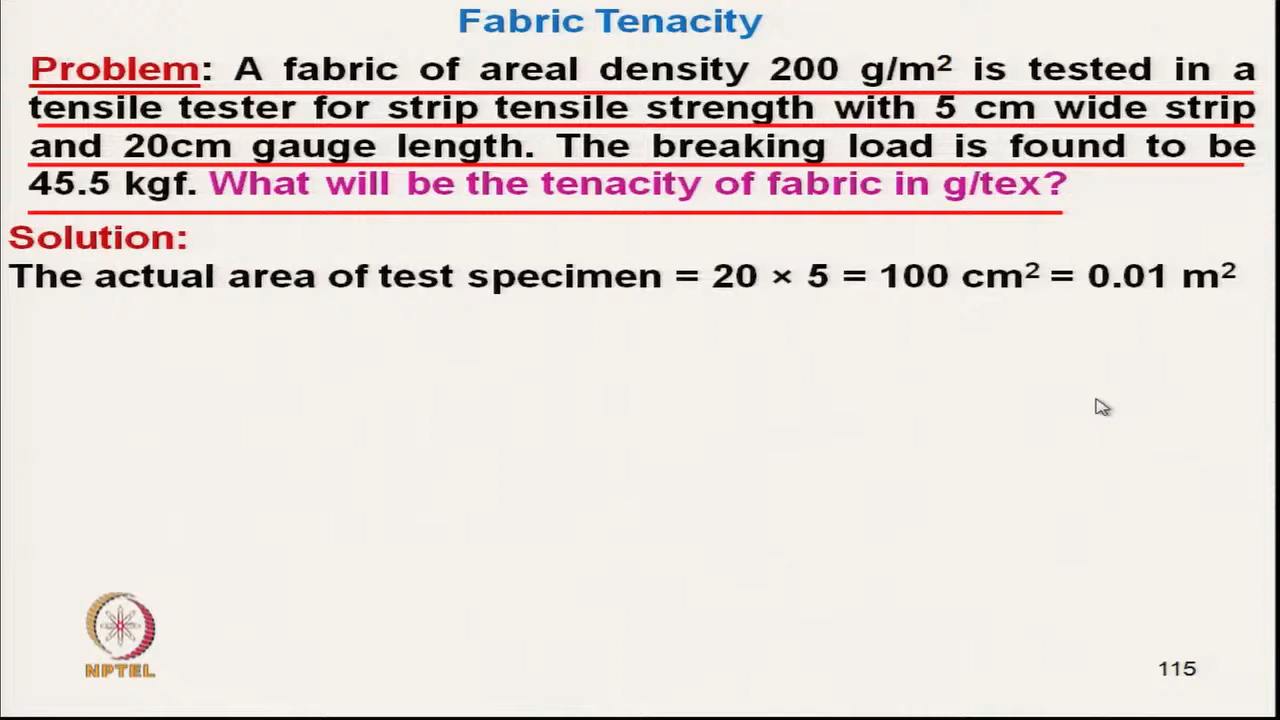 Fabric Tenacity
Problem: A fabric of areal density 200 g/m² is tested in a
tensile tester for strip tensile strength with 5 cm wide strip
and 20cm gauge length. The breaking load is found to be
45.5 kgf. What will be the tenacity of fabric in g/tex?
Solution:
The actual area of test specimen = 20 × 5 = 100 cm² = 0.01 m²
NPTEL
115